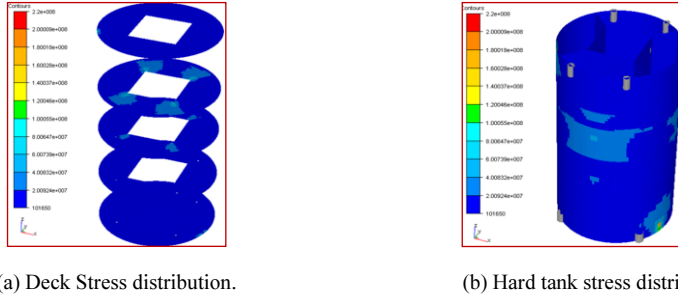 Contours
2.2e+008
2.00009e+008
1.80018e+008
1.60028e+008
1.40037e+008
1.20046e+008
1.00055e+008
8.00647e+007
6.00739e+007
4.00832e+007
2.00924e+007
101650
Contours
2.2e+008
2.00009e+008
1.80018e+008
1.60028e+008
1.40037e+008
1.20046e+008
1.00055e+008
8.00647e+007
6.00739e+007
4.00832e+007
2.00924e+007
101650
(a) Deck Stress distribution.
(b) Hard tank stress distri